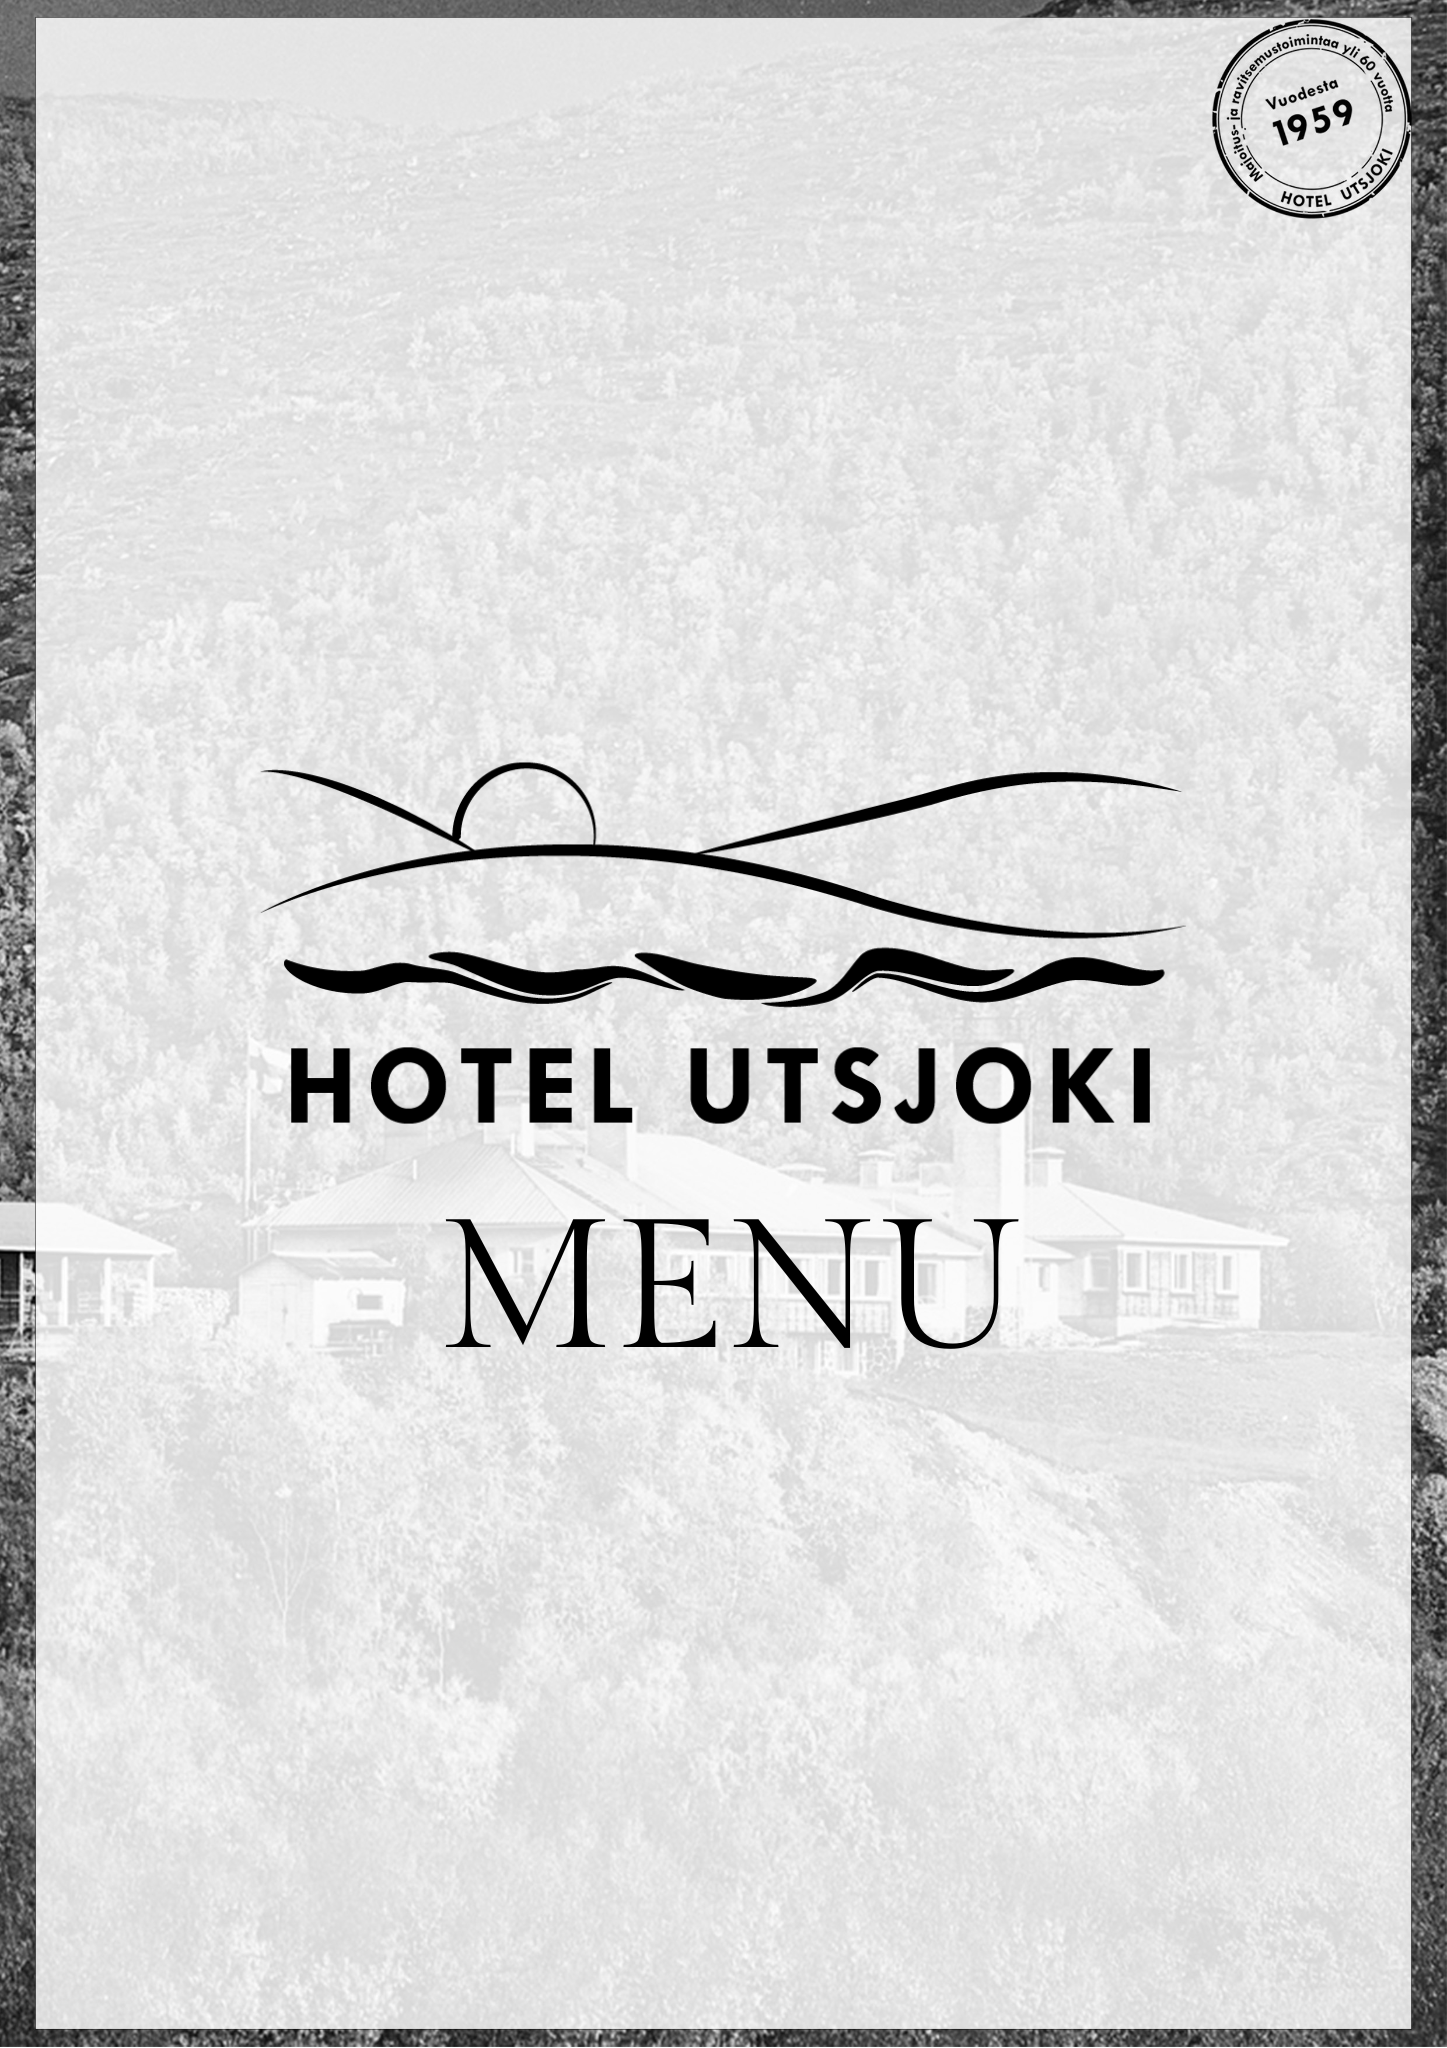 Majoitus- ja ravitsemustoimintaa yli 60 vuotta
Vuodesta
1959
HOTEL UTSJOKI
HOTEL UTSJOKI
MENU